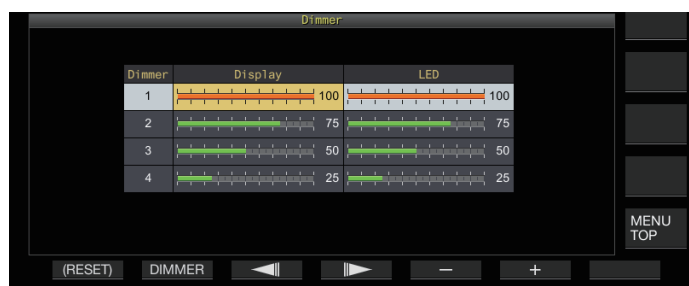 Dimmer
Dimmer Display LED
1 100 100
2 75 75
3 50 50
4 25 25
MENU
TOP
(RESET) DIMMER − +